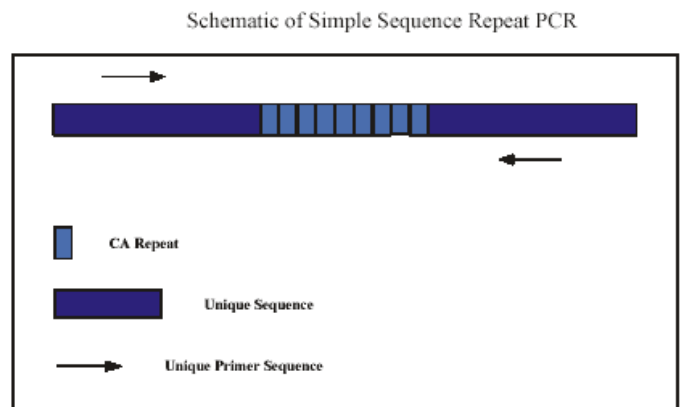 Schematic of Simple Sequence Repeat PCR
CA Repeat
Unique Sequence
Unique Primer Sequence